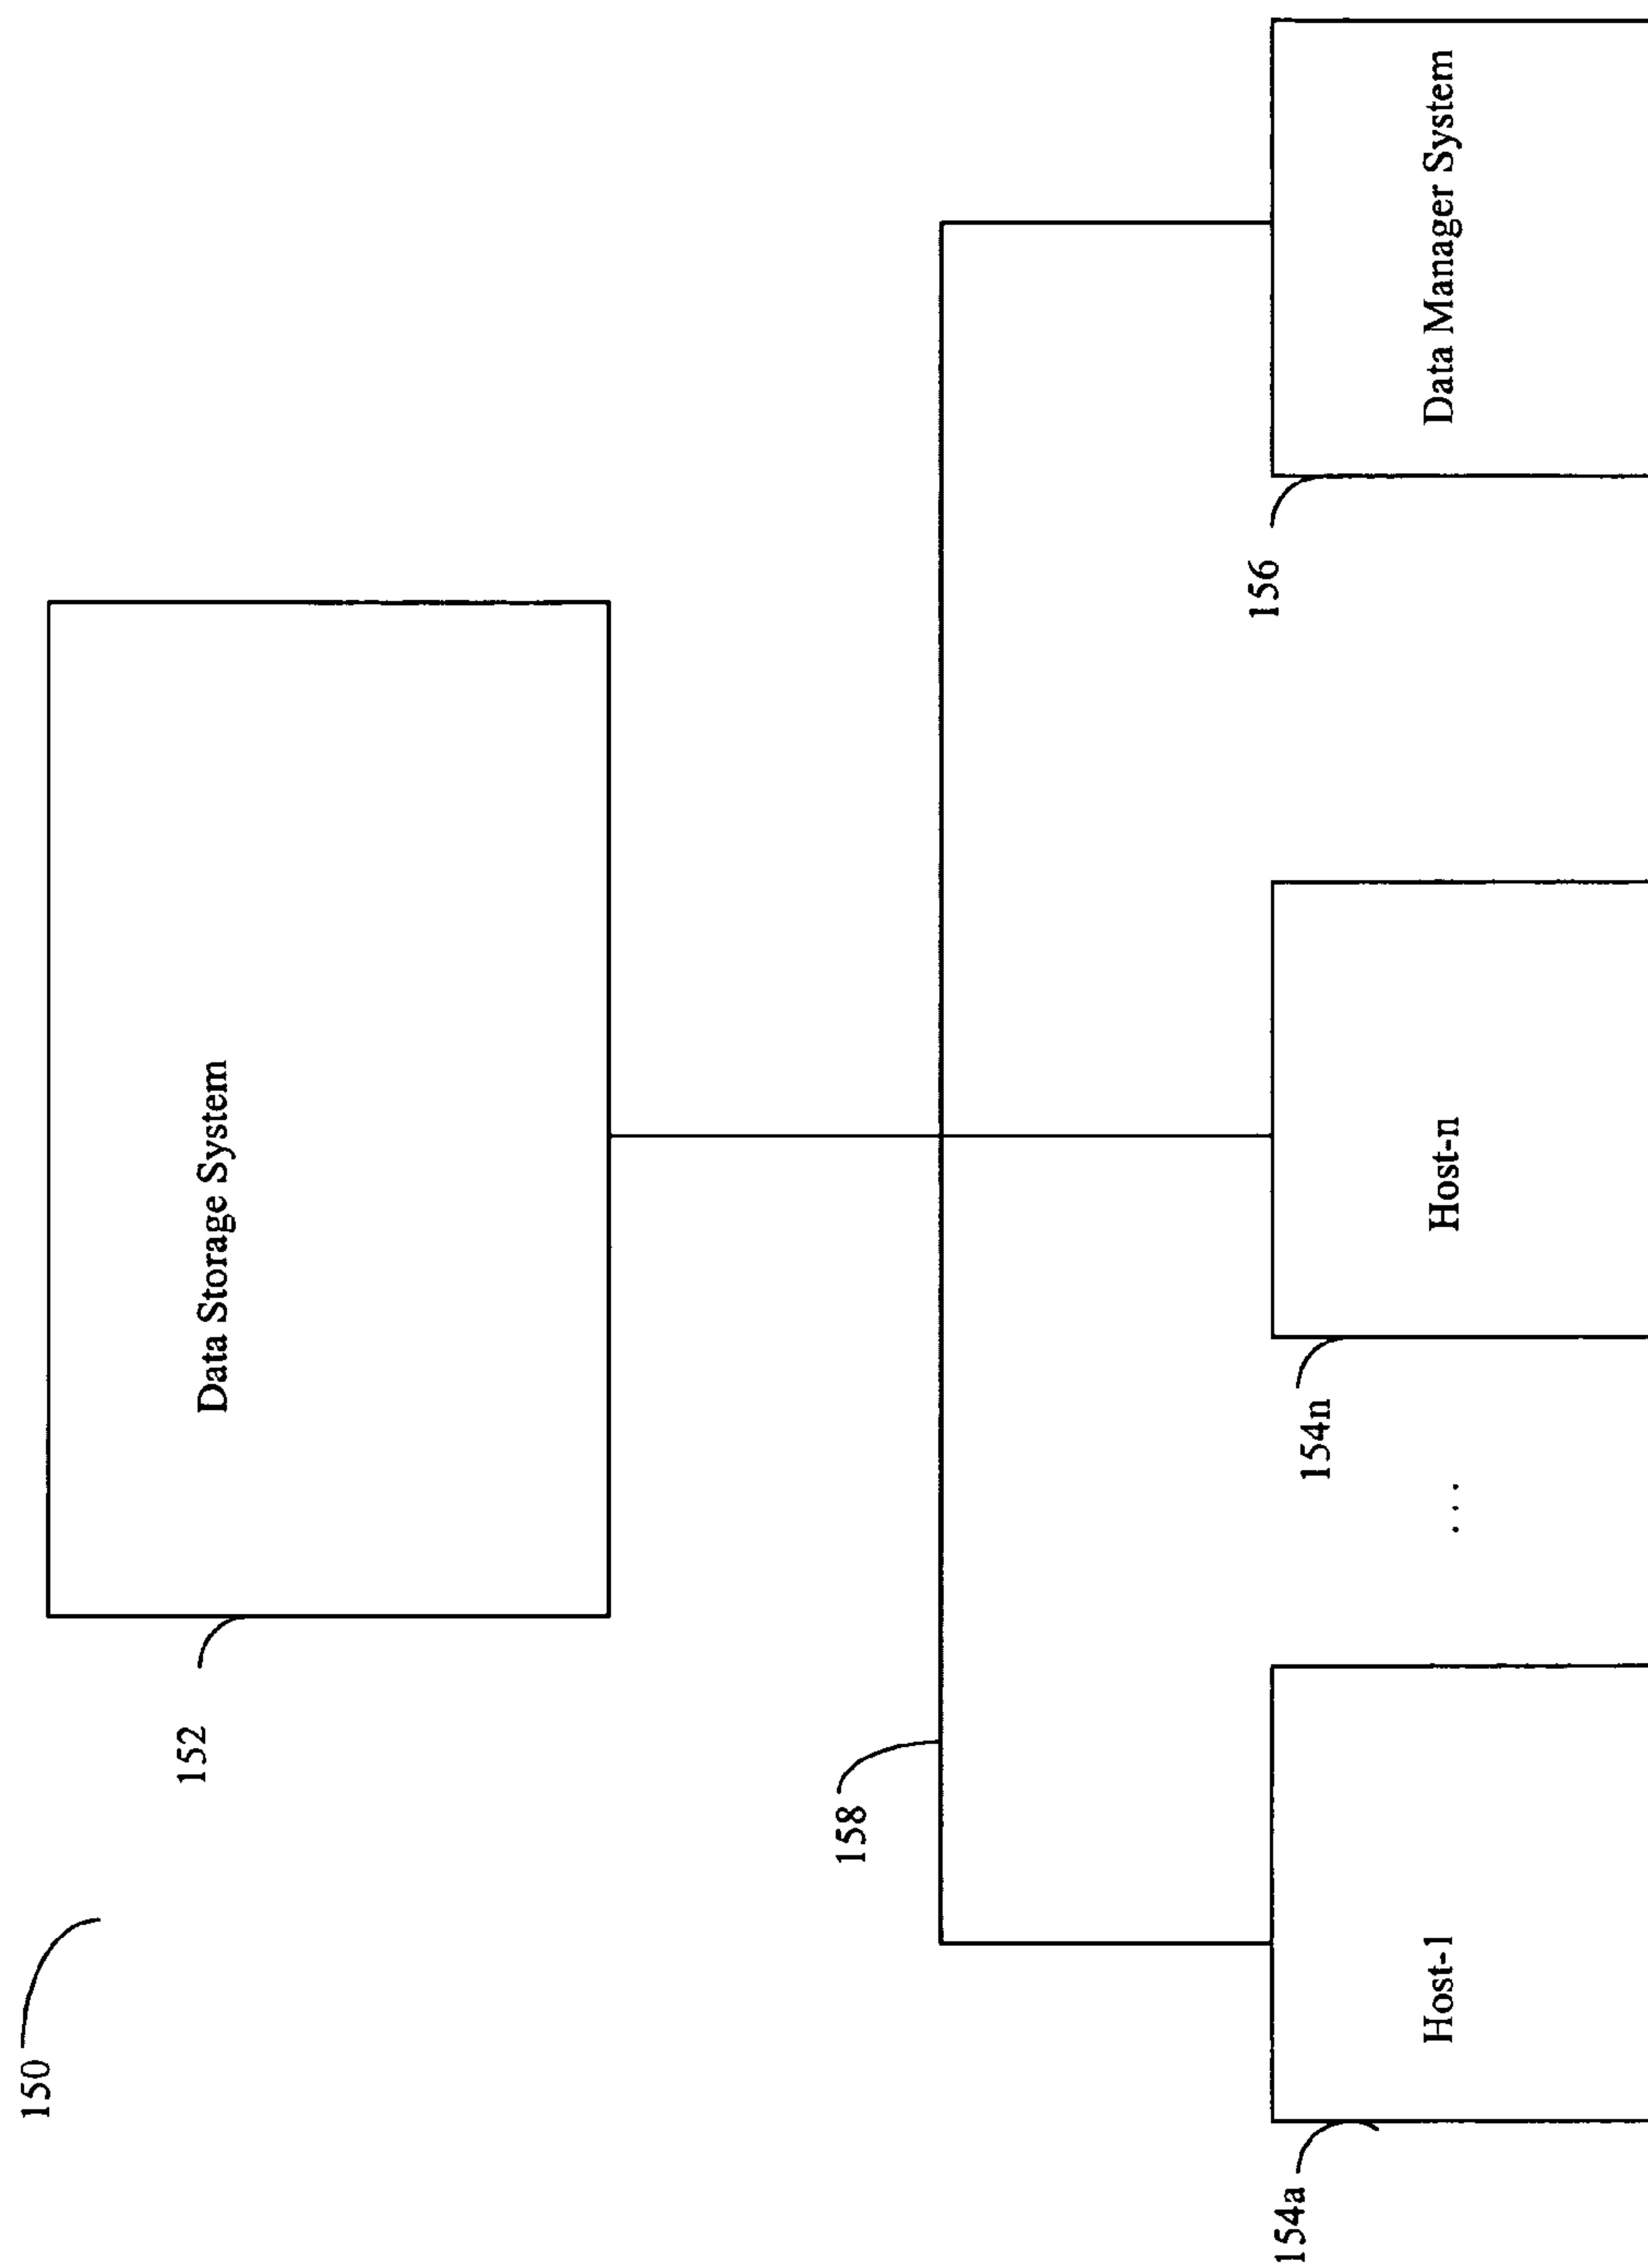 150
152
Data Storage System
158
154a
Host-1
...
154n
Host-n
156
Data Manager System